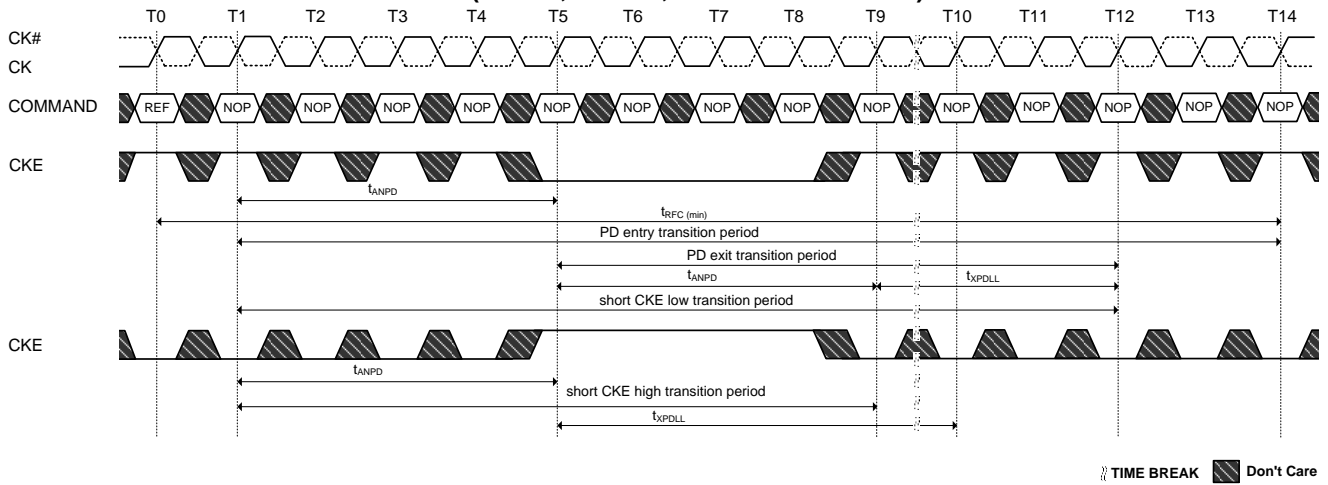 T0 T1 T2 T3 T4 T5 T6 T7 T8 T9 T10 T11 T12 T13 T14
CK#
CK
COMMAND REF NOP NOP NOP NOP NOP NOP NOP NOP NOP NOP NOP NOP NOP NOP
CKE
tANPD
tRFC (min)
PD entry transition period
PD exit transition period
tANPD tXPDLL
short CKE low transition period
CKE
tANPD
short CKE high transition period
tXPDLL
TIME BREAK Don't Care